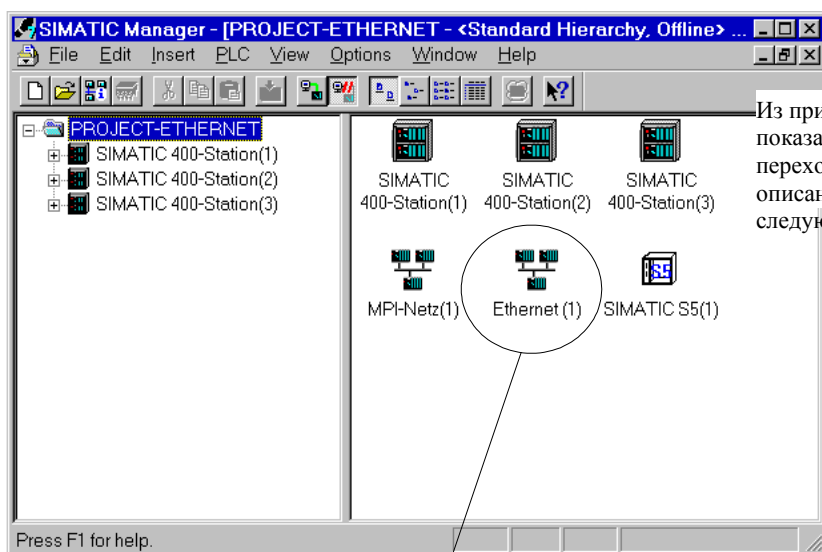 SIMATIC Manager - [PROJECT-ETHERNET - <Standard Hierarchy, Offline> ...
File Edit Insert PLC View Options Window Help
PROJECT-ETHERNET
SIMATIC 400-Station(1)
SIMATIC 400-Station(2)
SIMATIC 400-Station(3)
SIMATIC 400-Station(1)
SIMATIC 400-Station(2)
SIMATIC 400-Station(3)
MPI-Netz(1)
Ethernet (1)
S5
SIMATIC S5(1)
Из при
показа
перехо
описан
следую
Press F1 for help.